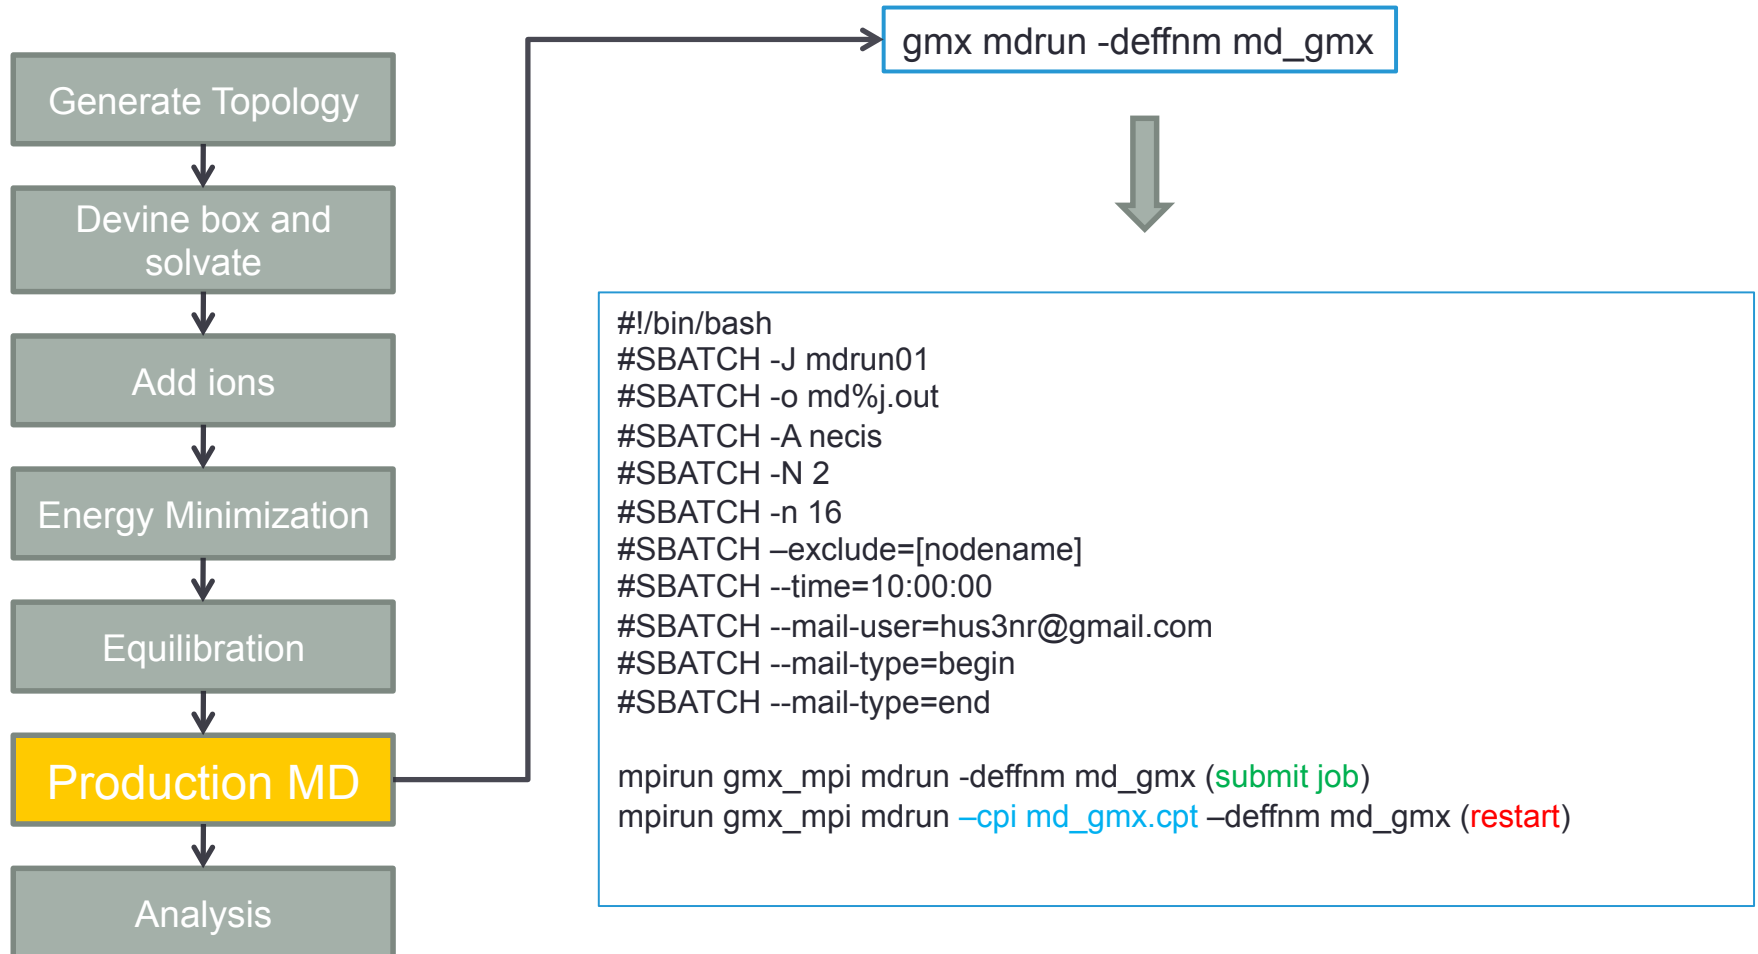 Generate Topology
Devine box and
solvate
Add ions
Energy Minimization
Equilibration
Production MD
Analysis
gmx mdrun -deffnm md_gmx
#!/bin/bash
#SBATCH -J mdrun01
#SBATCH -o md%j.out
#SBATCH -A necis
#SBATCH -N 2
#SBATCH -n 16
#SBATCH –exclude=[nodename]
#SBATCH --time=10:00:00
#SBATCH --mail-user=hus3nr@gmail.com
#SBATCH --mail-type=begin
#SBATCH --mail-type=end
mpirun gmx_mpi mdrun -deffnm md_gmx (submit job)
mpirun gmx_mpi mdrun –cpi md_gmx.cpt –deffnm md_gmx (restart)